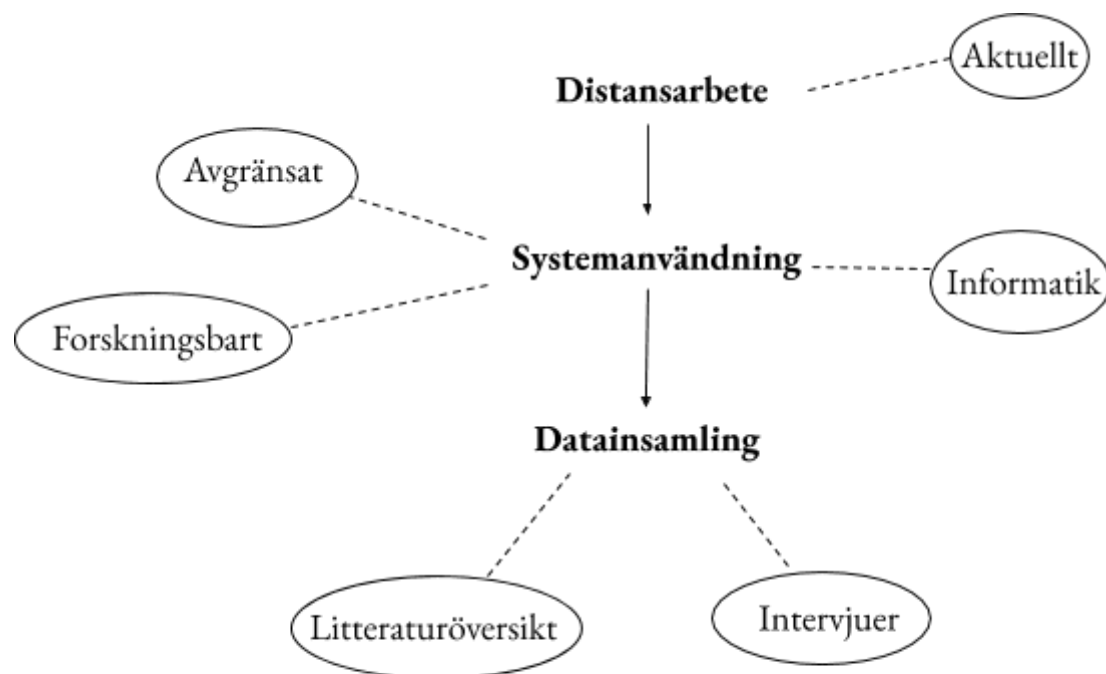 Aktuellt
Distansarbete
Avgränsat
Systemanvändning
Informatik
Forskningsbart
Datainsamling
Litteraturöversikt
Intervjuer